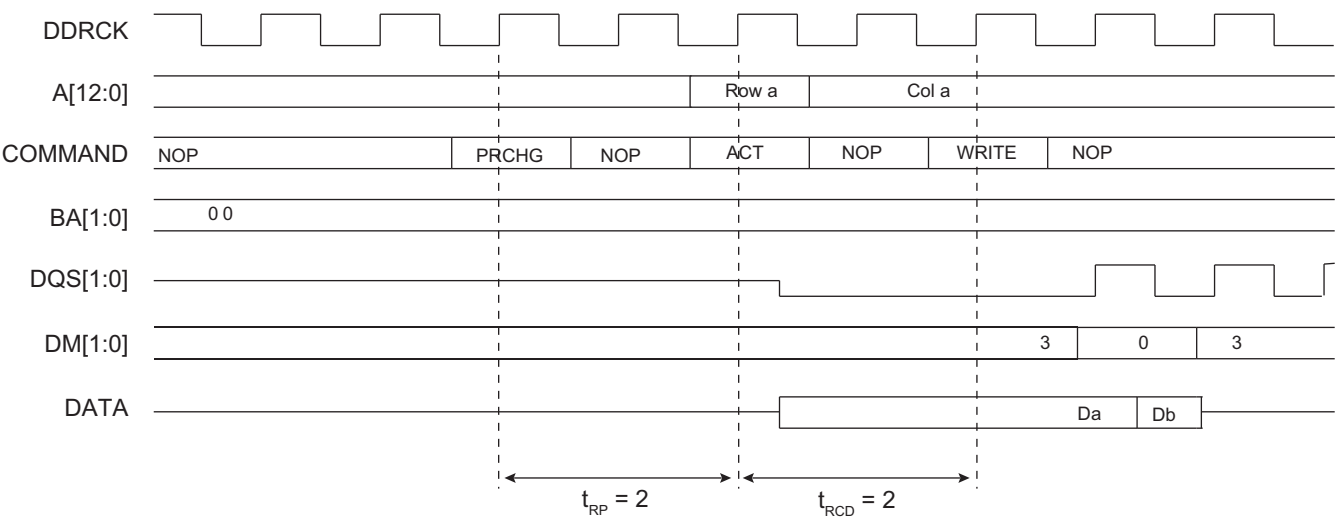 DDRCK
A[12:0] Row a Col a
COMMAND NOP PRCHG NOP ACT NOP WRITE NOP
BA[1:0] 0 0
DQS[1:0]
DM[1:0] 3 0 3
DATA Da Db
tRP = 2 tRCD = 2